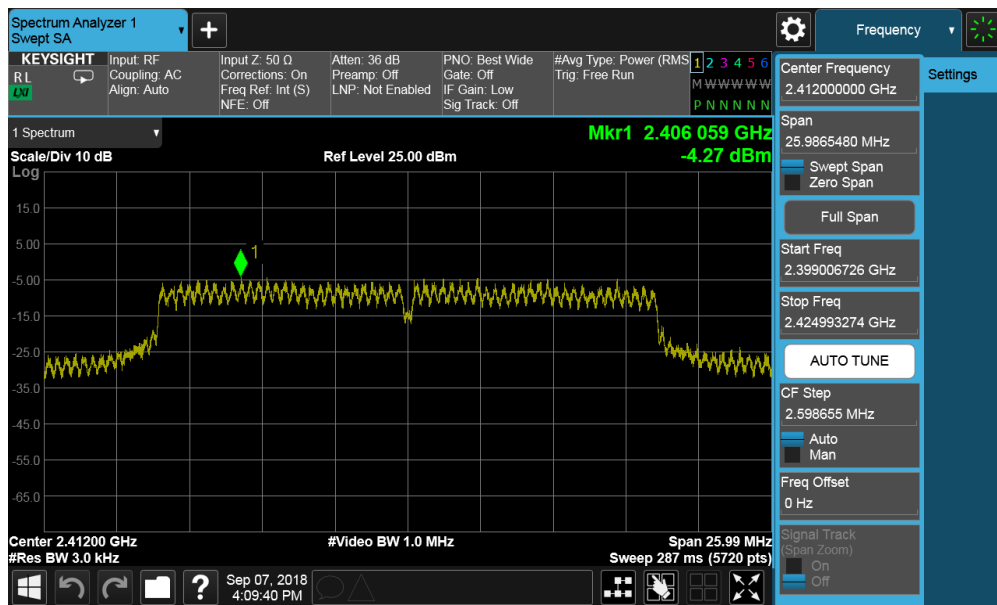 Spectrum Analyzer 1
Swept SA
Frequency
KEYSIGHT
R L
LXI
Input: RF
Coupling: AC
Align: Auto
Input Z: 50 Ω
Corrections: On
Freq Ref: Int (S)
NFE: Off
Atten: 36 dB
Preamp: Off
LNP: Not Enabled
PNO: Best Wide
Gate: Off
IF Gain: Low
Sig Track: Off
#Avg Type: Power (RMS
Trig: Free Run
1 2 3 4 5 6
M W W W W W
P N N N N N
1 Spectrum
Scale/Div 10 dB
Ref Level 25.00 dBm
Mkr1 2.406 059 GHz
-4.27 dBm
Log
15.0
5.00
-5.00
-15.0
-25.0
-35.0
-45.0
-55.0
-65.0
1
Center 2.41200 GHz
#Res BW 3.0 kHz
#Video BW 1.0 MHz
Span 25.99 MHz
Sweep 287 ms (5720 pts)
Center Frequency
2.412000000 GHz
Span
25.9865480 MHz
Swept Span
Zero Span
Full Span
Start Freq
2.399006726 GHz
Stop Freq
2.424993274 GHz
AUTO TUNE
CF Step
2.598655 MHz
Auto
Man
Freq Offset
0 Hz
Signal Track
(Span Zoom)
On
Off
Settings
?
Sep 07, 2018
4:09:40 PM